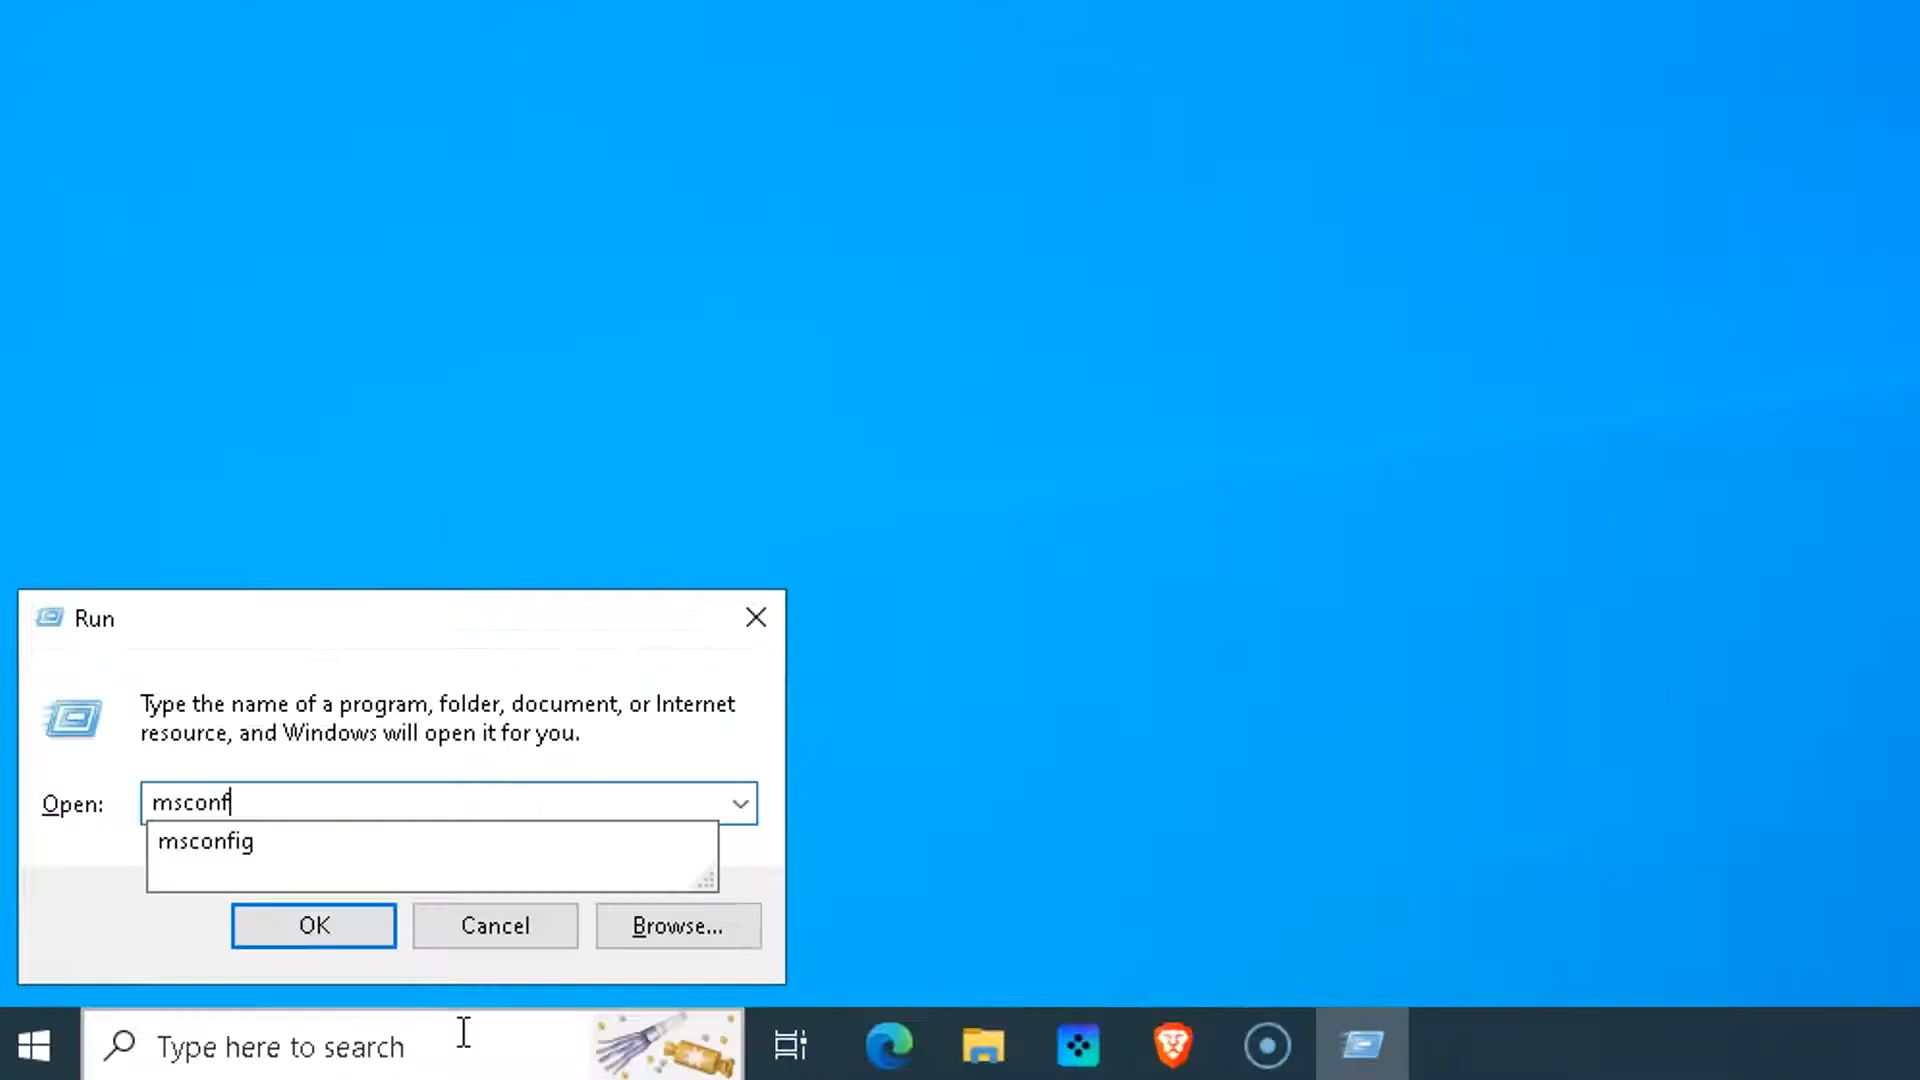 Run
Type the name of a program, folder, document, or Internet
resource, and Windows will open it for you.
Open:
msconf
msconfig
OK
Cancel
Browse...
Type here to search